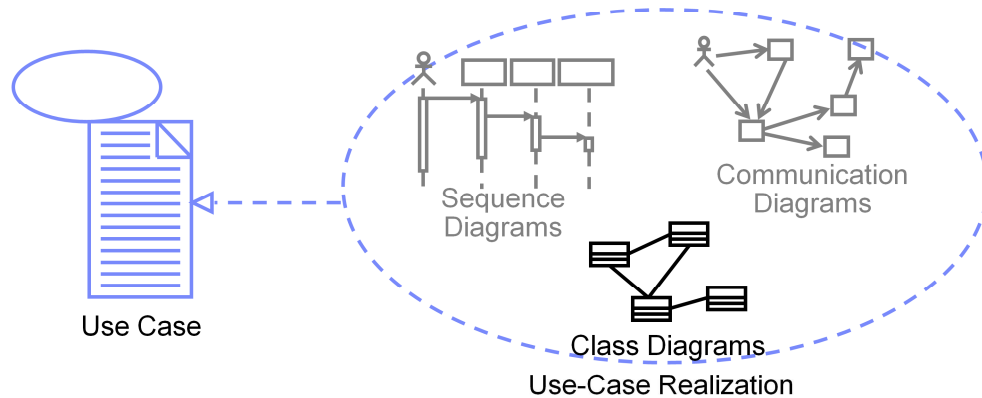 Sequence
Diagrams
Communication
Diagrams
Use Case
Class Diagrams
Use-Case Realization